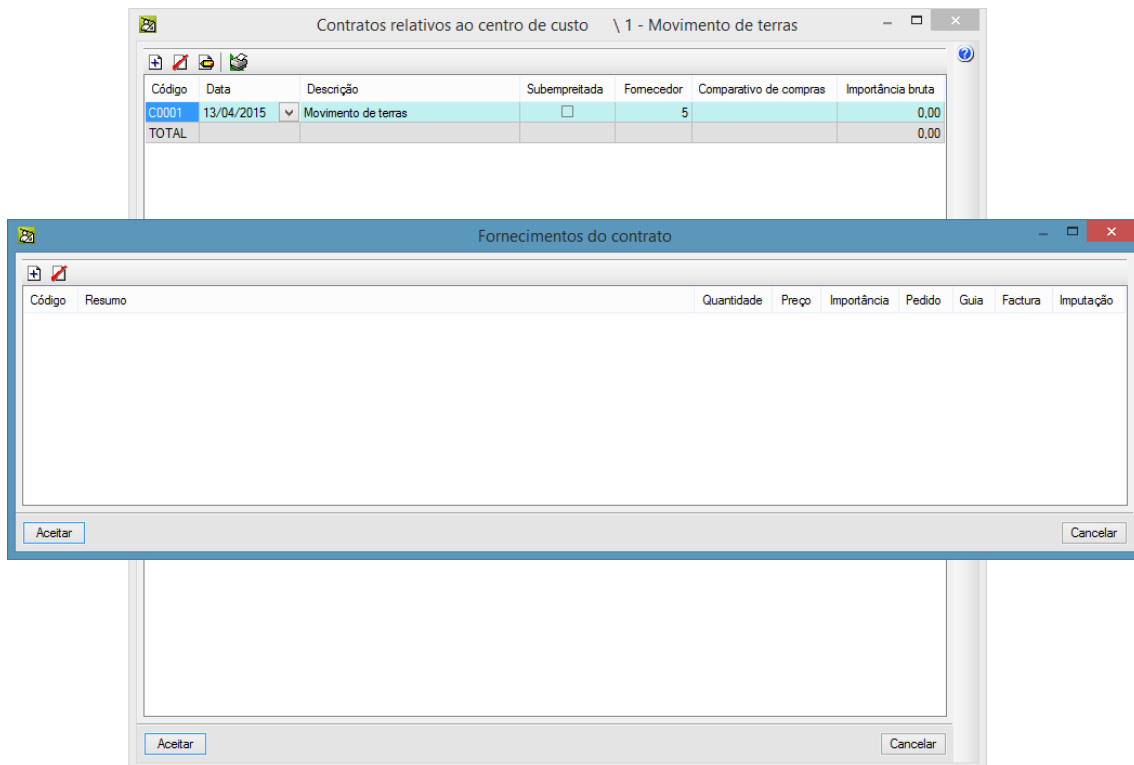 Contratos relativos ao centro de custo \ 1 - Movimento de terras
Código Data Descrição Subempreitada Fornecedor Comparativo de compras Importância bruta
C0001 13/04/2015 Movimento de terras 5 0,00
TOTAL 0,00
Fornecimentos do contrato
Código Resumo Quantidade Preço Importância Pedido Guia Factura Imputação
Aceitar Cancelar
Aceitar Cancelar